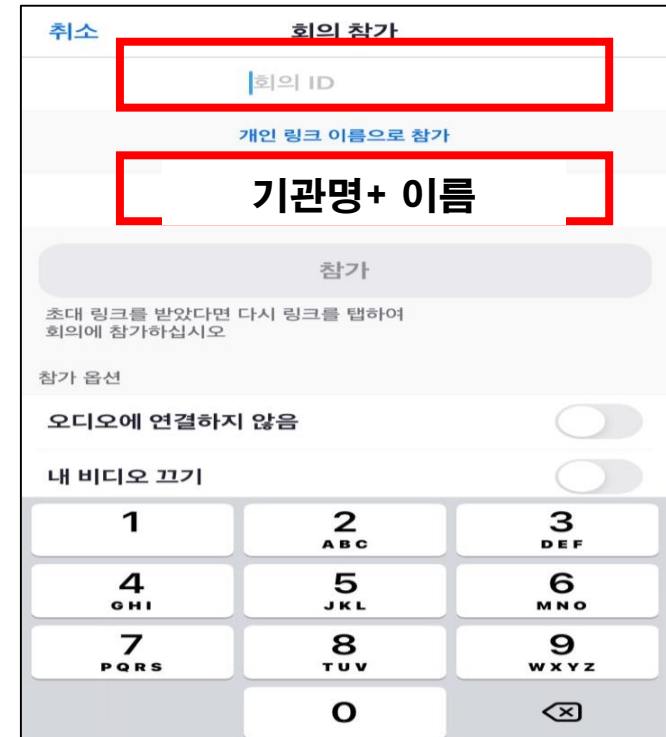 취소 회의 참가
회의 ID
개인 링크 이름으로 참가
기관명+ 이름
참가
초대 링크를 받았다면 다시 링크를 탭하여
회의에 참가하십시오
참가 옵션
오디오에 연결하지 않음
내 비디오 끄기
1 2 3
ABC DEF
4 5 6
GHI JKL MNO
7 8 9
PQRS TUV WXYZ
0